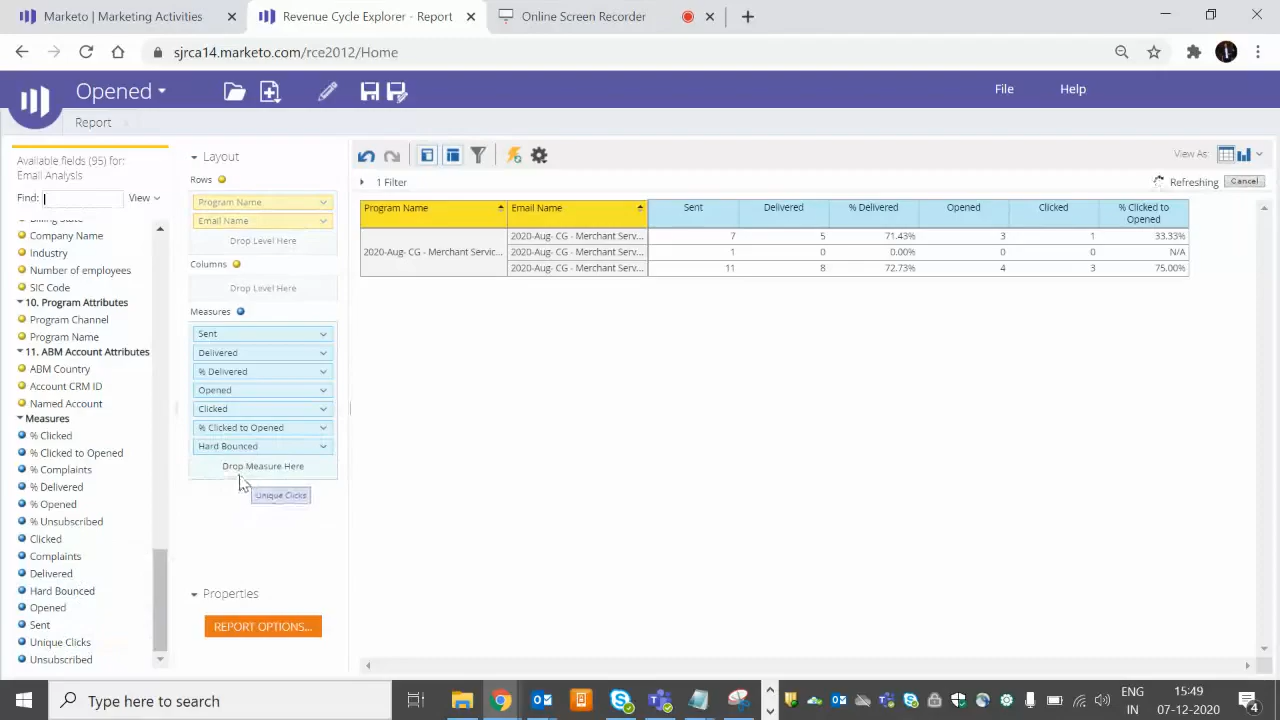 Marketo | Marketing Activities
Revenue Cycle Explorer - Report
Online Screen Recorder
sjrca14.marketo.com/rce2012/Home
Opened
File
Help
Report
Available fields (95) for:
Email Analysis
Find:
View
Company Name
Industry
Number of employees
SIC Code
10. Program Attributes
Program Channel
Program Name
11. ABM Account Attributes
ABM Country
Account CRM ID
Named Account
Measures
% Clicked
% Clicked to Opened
% Complaints
% Delivered
% Opened
% Unsubscribed
Clicked
Complaints
Delivered
Hard Bounced
Opened
Sent
Unique Clicks
Unsubscribed
Layout
Rows
Program Name
Email Name
Drop Level Here
Columns
Drop Level Here
Measures
Sent
Delivered
% Delivered
Opened
Clicked
% Clicked to Opened
Hard Bounced
Drop Measure Here
Unique Clicks
Properties
REPORT OPTIONS...
View As:
1 Filter
Refreshing
Cancel
Program Name Email Name Sent Delivered % Delivered Opened Clicked % Clicked to Opened
2020-Aug- CG - Merchant Servic...
2020-Aug- CG - Merchant Serv... 7 5 71.43% 3 1 33.33%
2020-Aug- CG - Merchant Serv... 1 0 0.00% 0 0 N/A
2020-Aug- CG - Merchant Serv... 11 8 72.73% 4 3 75.00%
Type here to search
ENG
IN
15:49
07-12-2020
4